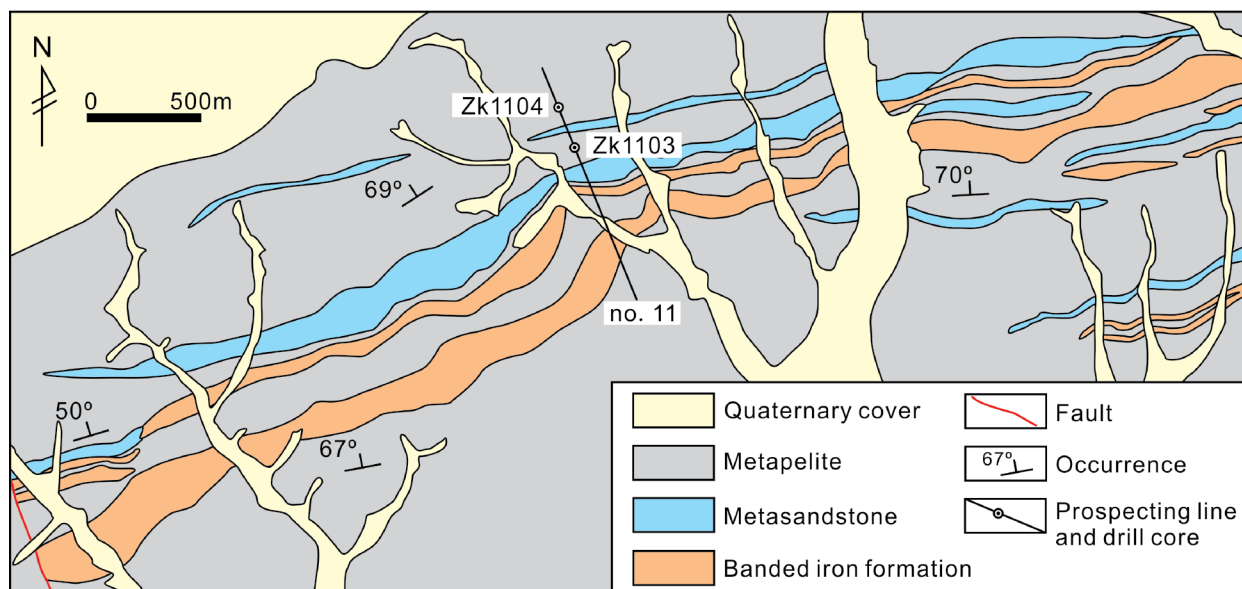 N
0 500m
Zk1104
Zk1103
69º
70º
no. 11
50º
67º
Quaternary cover
Metapelite
Metasandstone
Banded iron formation
Fault
67º
Occurrence
Prospecting line
and drill core